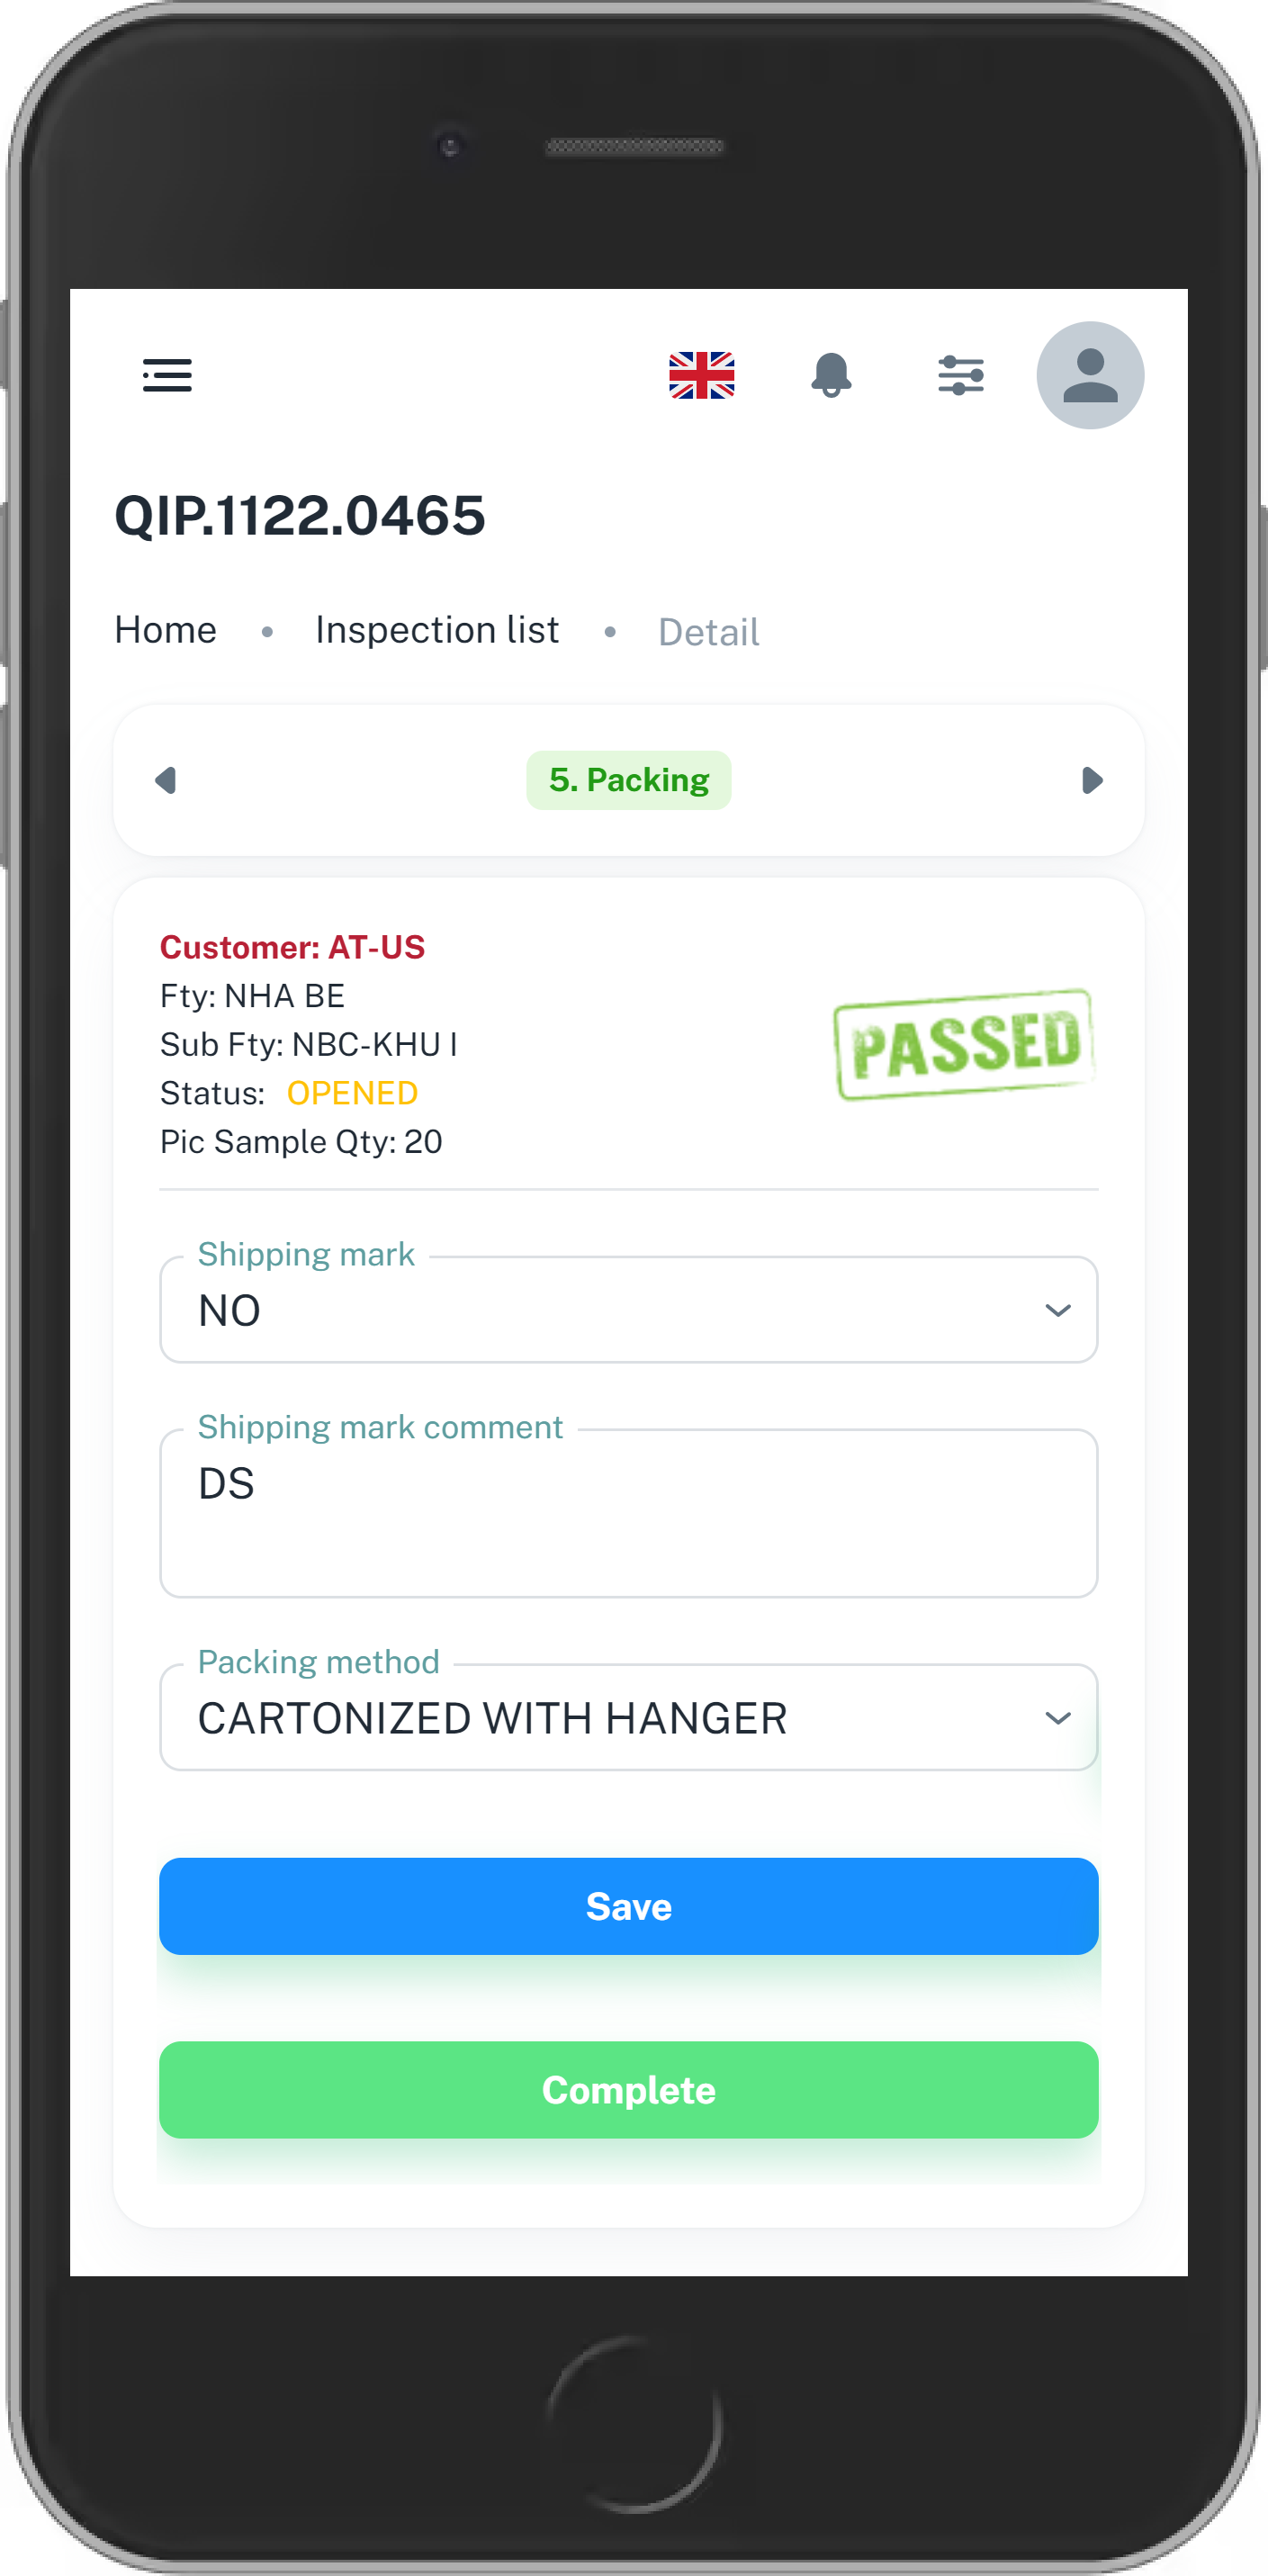 QIP.1122.0465
Home • Inspection list • Detail
5. Packing
Customer: AT-US
Fty: NHA BE
Sub Fty: NBC-KHU I
Status: OPENED
Pic Sample Qty: 20
PASSED
Shipping mark
NO
Shipping mark comment
DS
Packing method
CARTONIZED WITH HANGER
Save
Complete